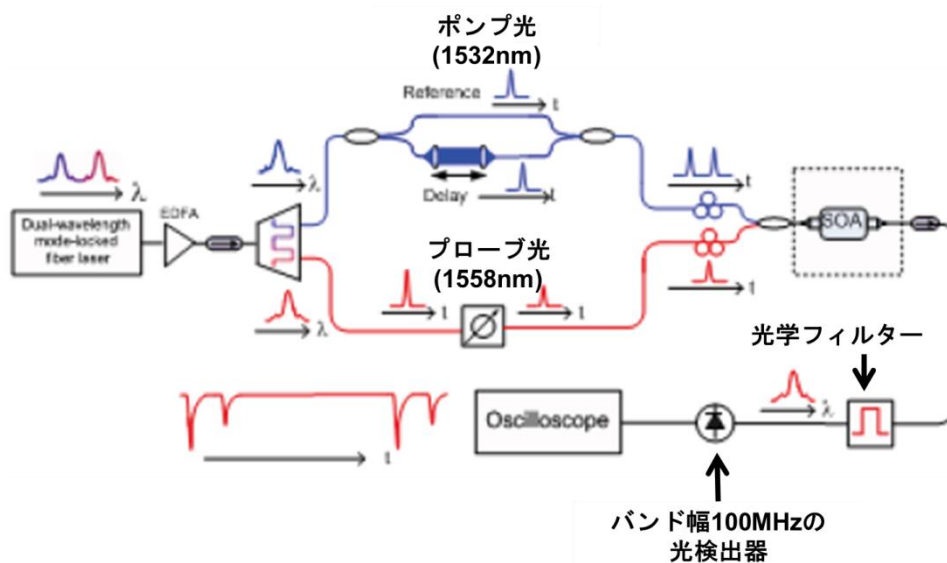 ポンプ光
(1532nm)
Reference
t
λ
λ
Delay
t
t
EDFA
Dual-wavelength
mode-locked
fiber laser
SOA
プローブ光
(1558nm)
λ
t
t
t
光学フィルター
λ
Oscilloscope
t
バンド幅100MHzの
光検出器